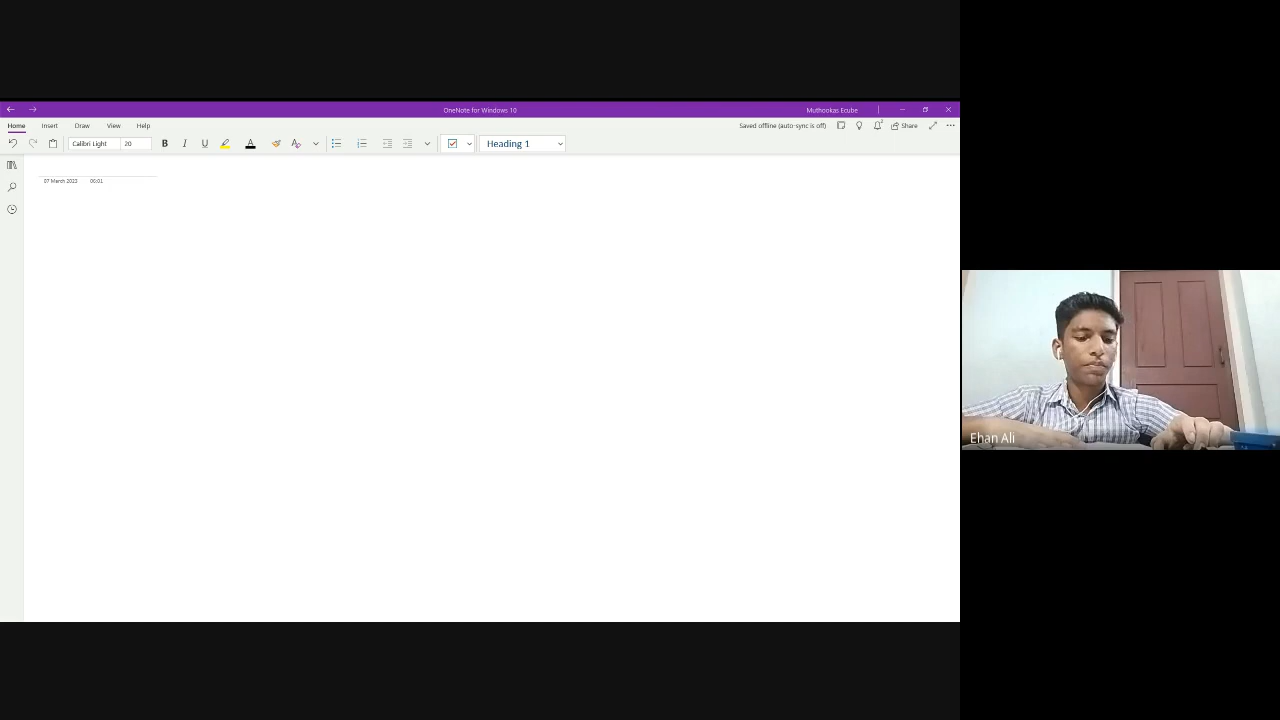 OneNote for Windows 10
Muthookas Ecube
Home Insert Draw View Help
Saved offline (auto-sync is off)
Share
Calibri Light 20 B I U A A
Heading 1
07 March 2023 00:01
Ehan Ali